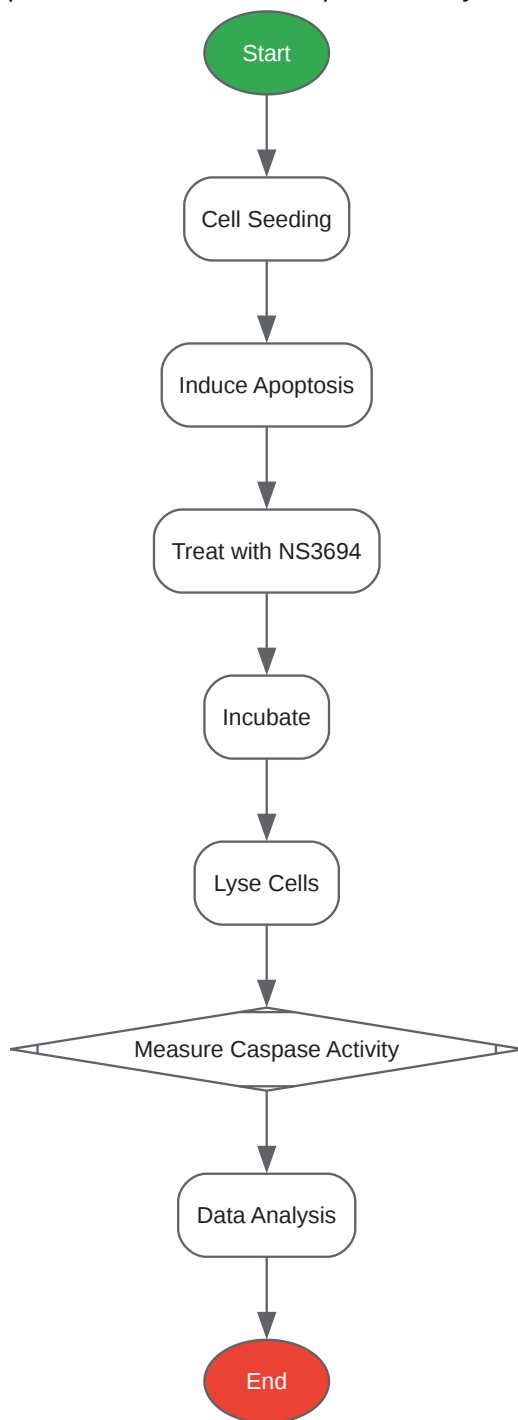 Start
Cell Seeding
Induce Apoptosis
Treat with NS3694
Incubate
Lyse Cells
Measure Caspase Activity
Data Analysis
End